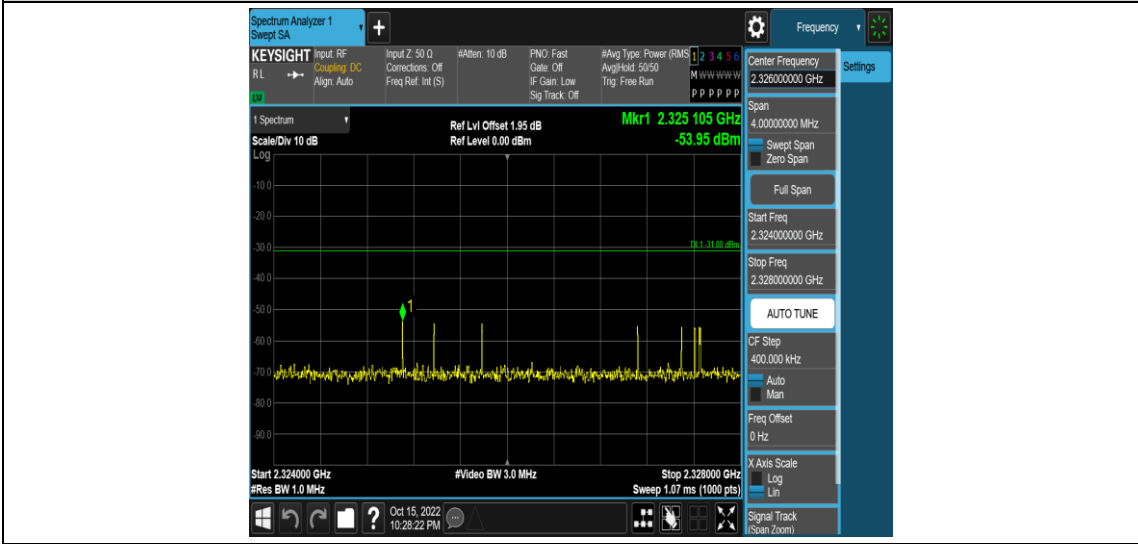 Spectrum Analyzer 1
Swept SA
+
Frequency
KEYSIGHT
RL
LXI
Input: RF
Coupling: DC
Align: Auto
Input Z: 50 Ω
Corrections: Off
Freq Ref: Int (S)
#Atten: 10 dB
PNO: Fast
Gate: Off
IF Gain: Low
Sig Track: Off
#Avg Type: Power (RMS
Avg|Hold: 50/50
Trig: Free Run
1 2 3 4 5 6
M W W W W W
P P P P P P
1 Spectrum
Scale/Div 10 dB
Log
Ref Lvl Offset 1.95 dB
Ref Level 0.00 dBm
Mkr1 2.325 105 GHz
-53.95 dBm
-10.0
-20.0
-30.0
DL1 -31.00 dBm
-40.0
-50.0
1
-60.0
-70.0
-80.0
-90.0
Start 2.324000 GHz
#Res BW 1.0 MHz
#Video BW 3.0 MHz
Stop 2.328000 GHz
Sweep 1.07 ms (1000 pts)
?
Oct 15, 2022
10:28:22 PM
Center Frequency
2.326000000 GHz
Settings
Span
4.00000000 MHz
Swept Span
Zero Span
Full Span
Start Freq
2.324000000 GHz
Stop Freq
2.328000000 GHz
AUTO TUNE
CF Step
400.000 kHz
Auto
Man
Freq Offset
0 Hz
X Axis Scale
Log
Lin
Signal Track
(Span Zoom)